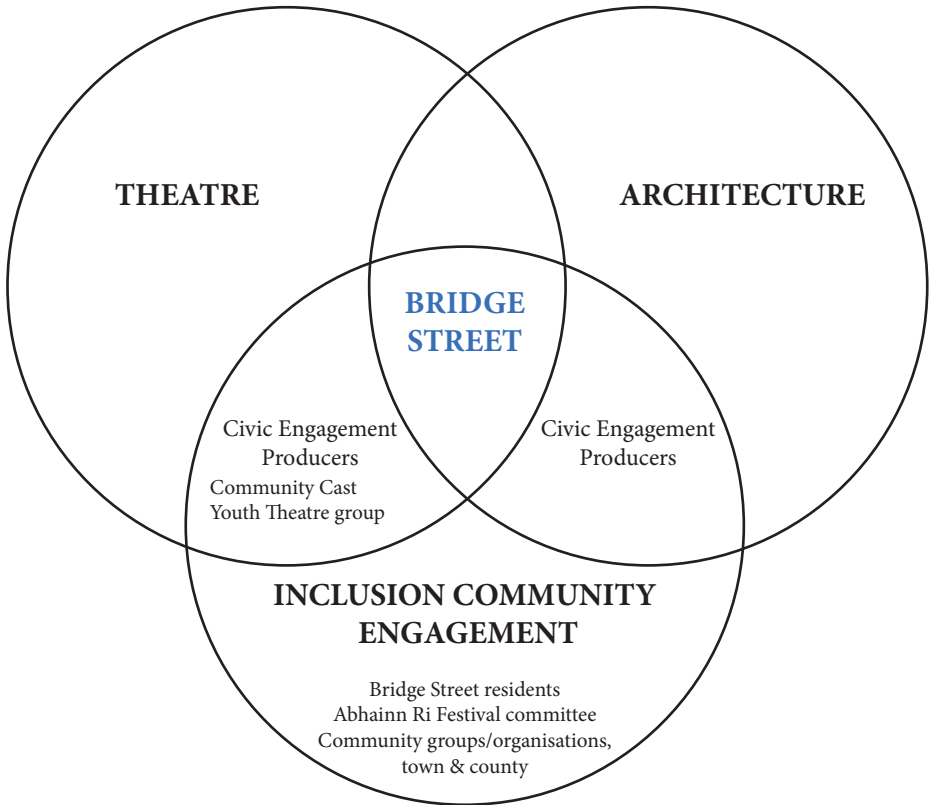 THEATRE
ARCHITECTURE
BRIDGE
STREET
Civic Engagement
Producers
Community Cast
Youth Theatre group
Civic Engagement
Producers
INCLUSION COMMUNITY
ENGAGEMENT
Bridge Street residents
Abhainn Ri Festival committee
Community groups/organisations,
town & county